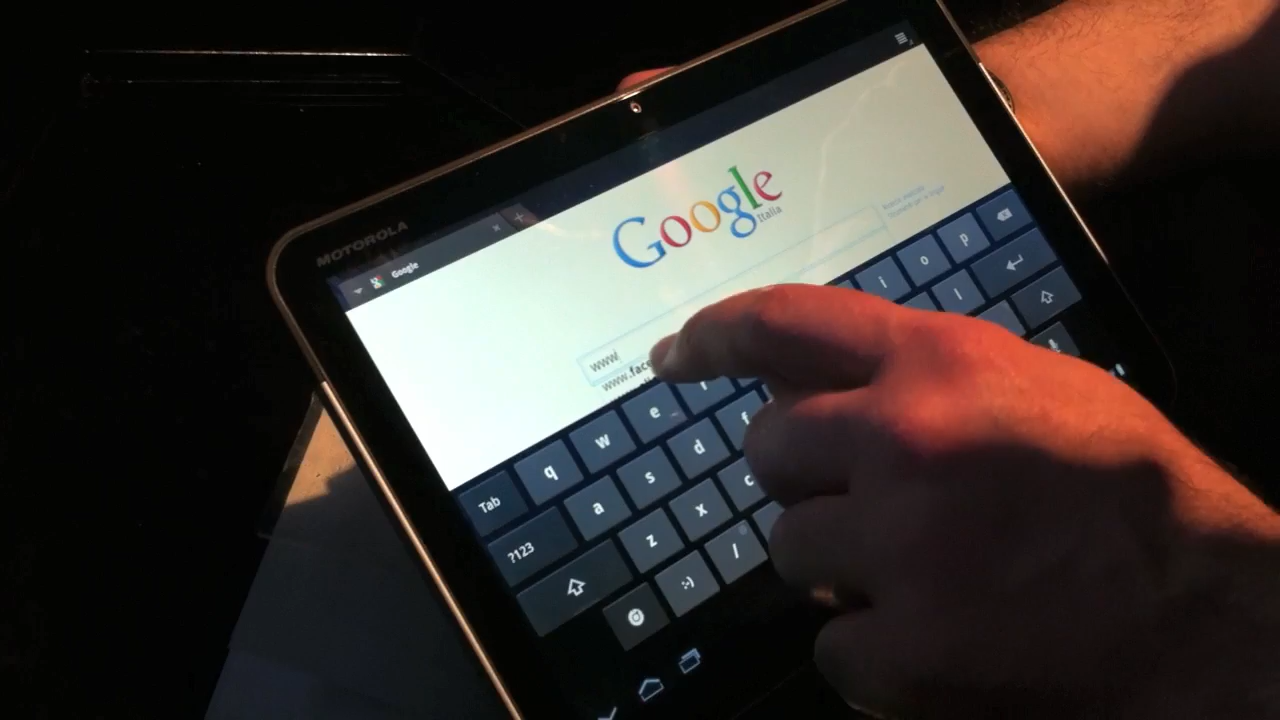 MOTOROLA
Google
Google
Italia
www
www.face
q w e i o p
Tab a s d f l
?123 z x c
/
:-)